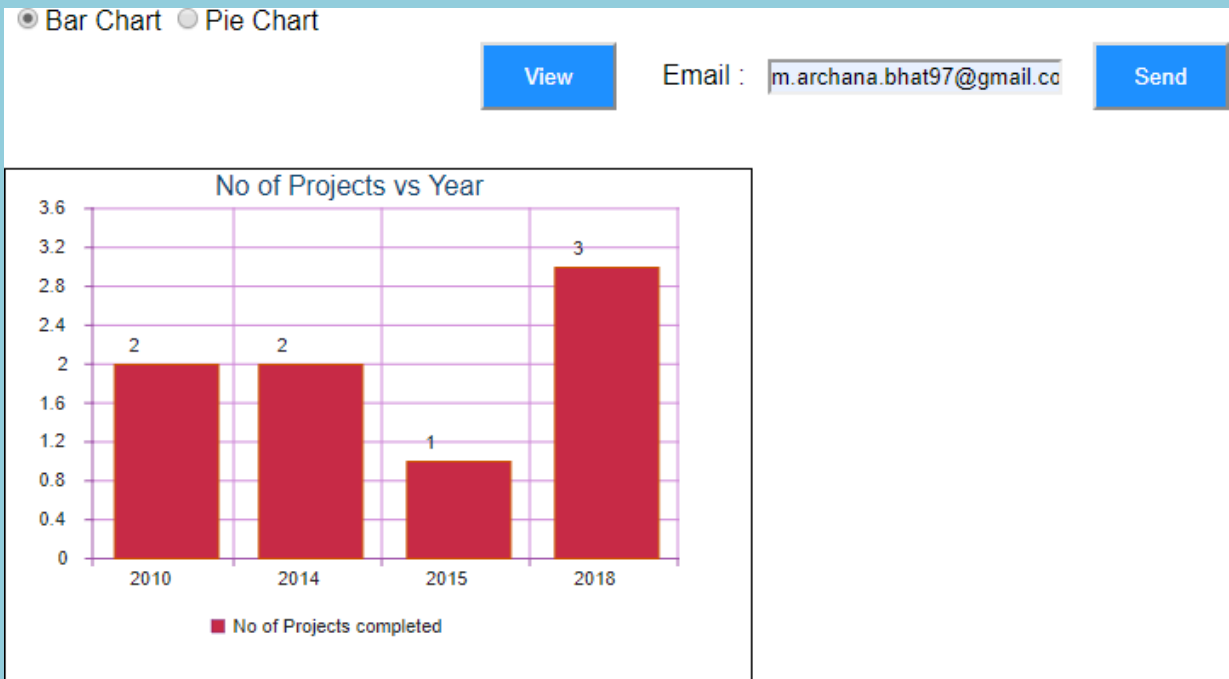 Bar Chart Pie Chart
View Email : m.archana.bhat97@gmail.co Send
No of Projects vs Year
3.6
3.2
2.8
2.4
2
1.6
1.2
0.8
0.4
0
2 2 1 3
2010 2014 2015 2018
No of Projects completed